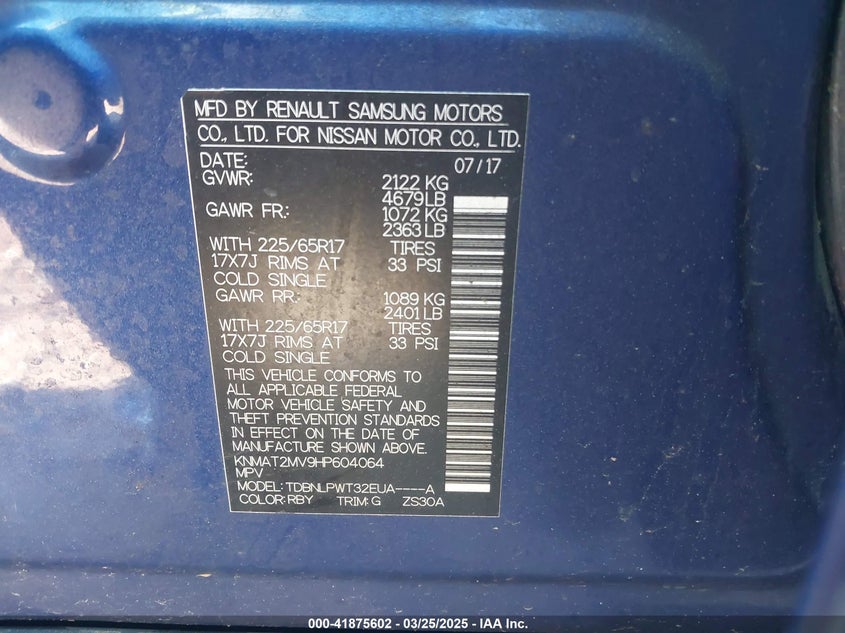 MFD BY RENAULT SAMSUNG MOTORS
CO., LTD. FOR NISSAN MOTOR CO., LTD.
DATE: 07/17
GVWR: 2122 KG
4679LB
GAWR FR.: 1072 KG
2363 LB
WITH 225/65R17 TIRES
17X7J RIMS AT 33 PSI
COLD SINGLE
GAWR RR.: 1089 KG
2401 LB
WITH 225/65R17 TIRES
17X7J RIMS AT 33 PSI
COLD SINGLE
THIS VEHICLE CONFORMS TO
ALL APPLICABLE FEDERAL
MOTOR VEHICLE SAFETY AND
THEFT PREVENTION STANDARDS
IN EFFECT ON THE DATE OF
MANUFACTURE SHOWN ABOVE.
KNMAT2MV9HP604064
MPV
MODEL: TDBNLPWT32EUA----A
COLOR: RBY TRIM: G ZS30A
000-41875602 - 03/25/2025 - IAA Inc.